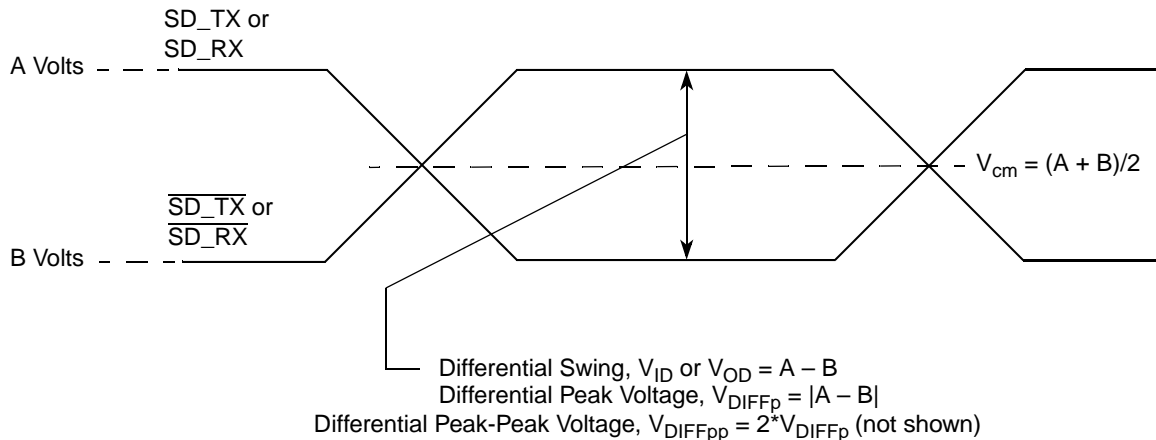 SD_TX or
SD_RX
A Volts
V_cm = (A + B)/2
SD_TX or
SD_RX
B Volts
Differential Swing, V_ID or V_OD = A – B
Differential Peak Voltage, V_DIFFp = |A – B|
Differential Peak-Peak Voltage, V_DIFFpp = 2*V_DIFFp (not shown)